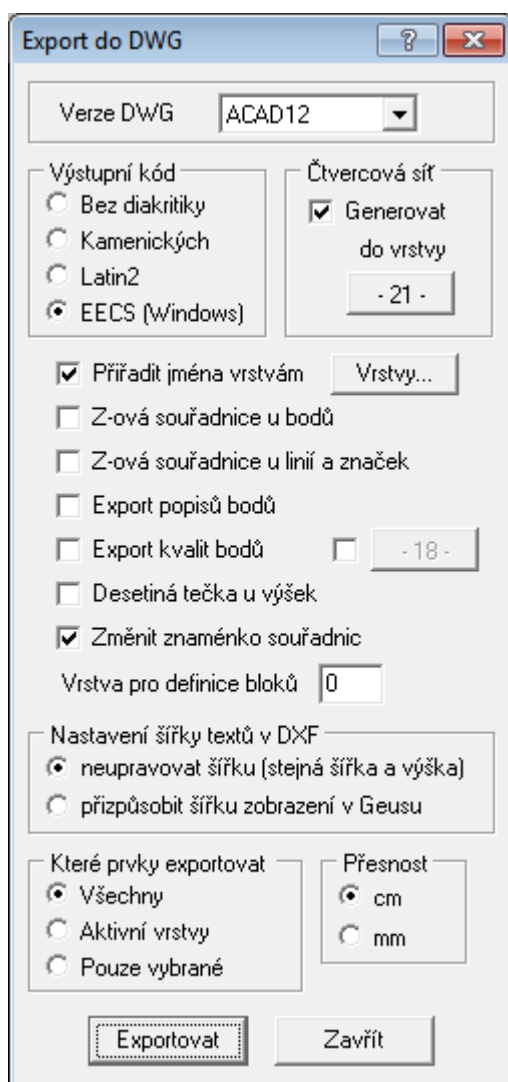 Export do DWG
Verze DWG ACAD12
Výstupní kód
Bez diakritiky
Kamenických
Latin2
EECS (Windows)
Čtvercová síť
Generovat
do vrstvy
- 21 -
Přiřadit jména vrstvám Vrstvy...
Z-ová souřadnice u bodů
Z-ová souřadnice u linií a značek
Export popisů bodů
Export kvalit bodů - 18 -
Desetiná tečka u výšek
Změnit znaménko souřadnic
Vrstva pro definice bloků 0
Nastavení šířky textů v DXF
neupravovat šířku (stejná šířka a výška)
přizpůsobit šířku zobrazení v Geusu
Které prvky exportovat
Všechny
Aktivní vrstvy
Pouze vybrané
Přesnost
cm
mm
Exportovat Zavřít